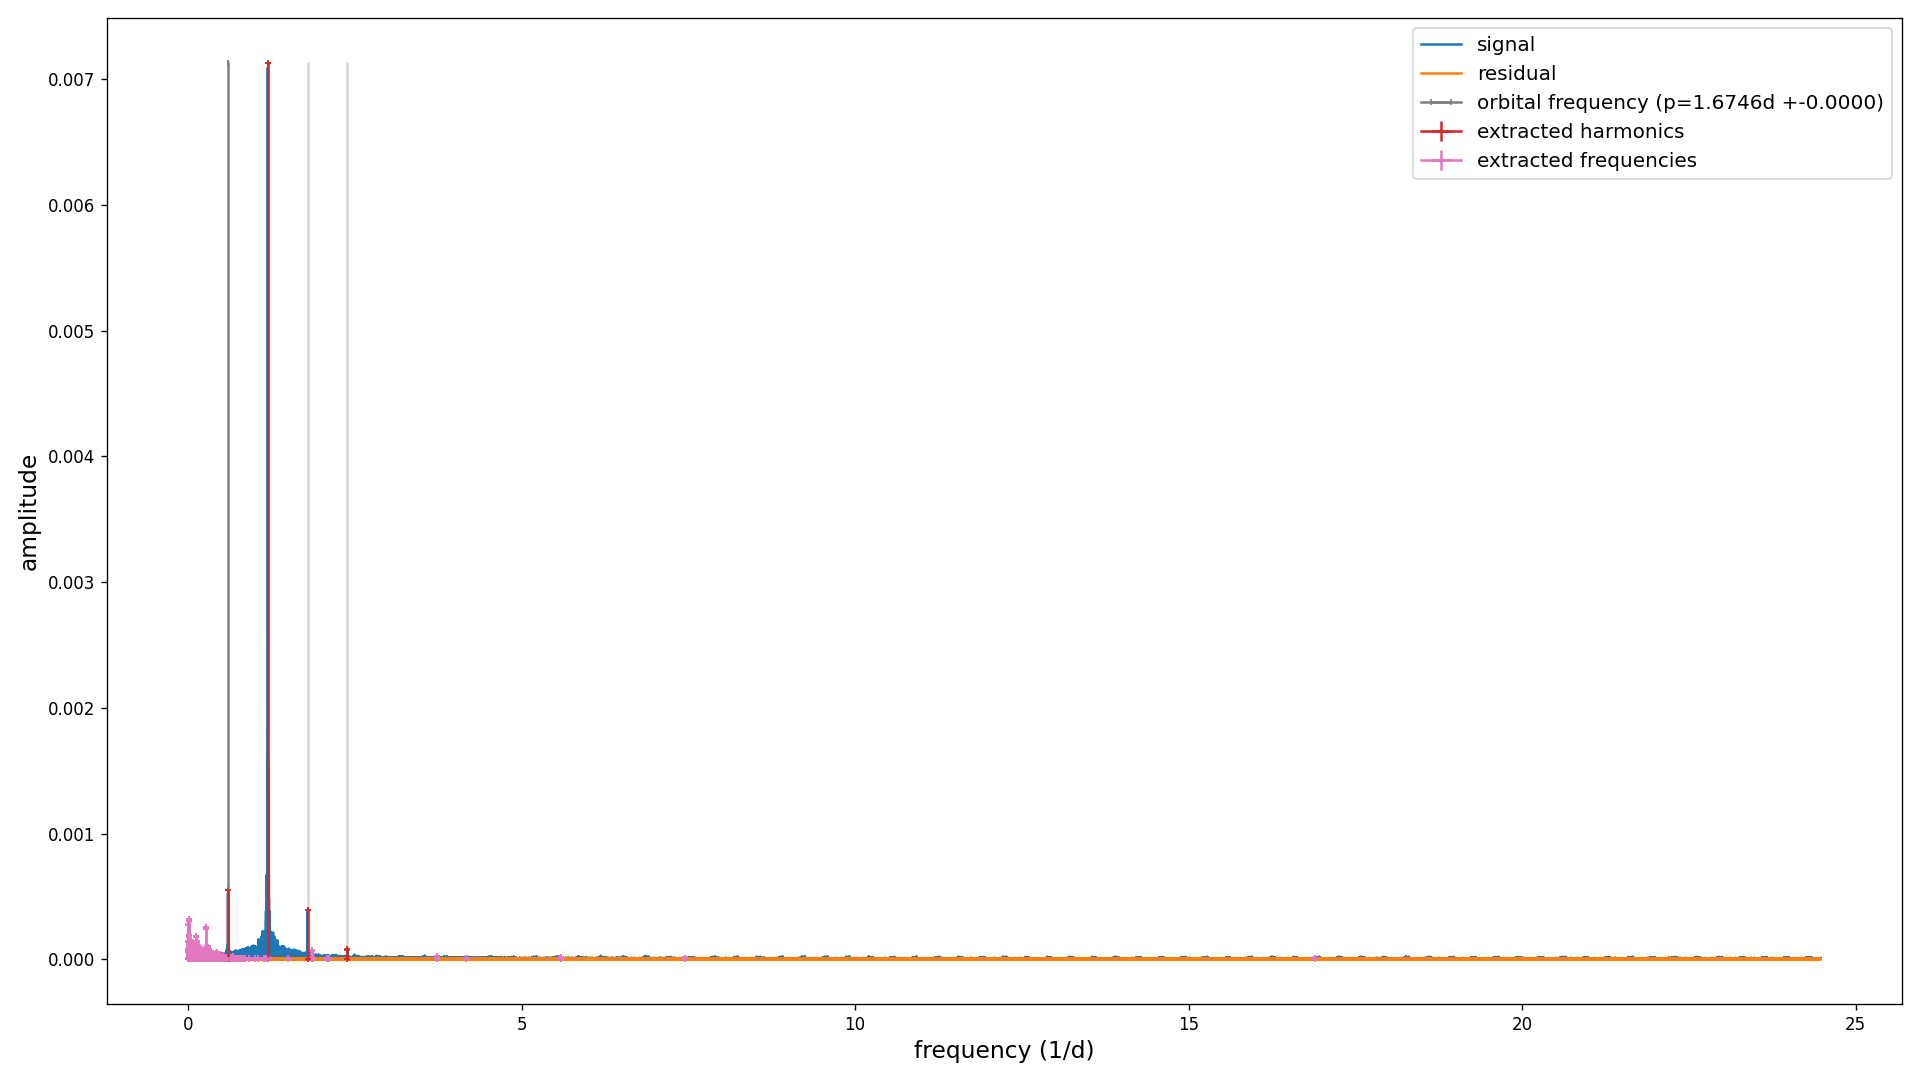 signal
residual
orbital frequency (p=1.6746d +-0.0000)
extracted harmonics
extracted frequencies
0.007
0.006
0.005
0.004
0.003
0.002
0.001
0.000
amplitude
0 5 10 15 20 25
frequency (1/d)